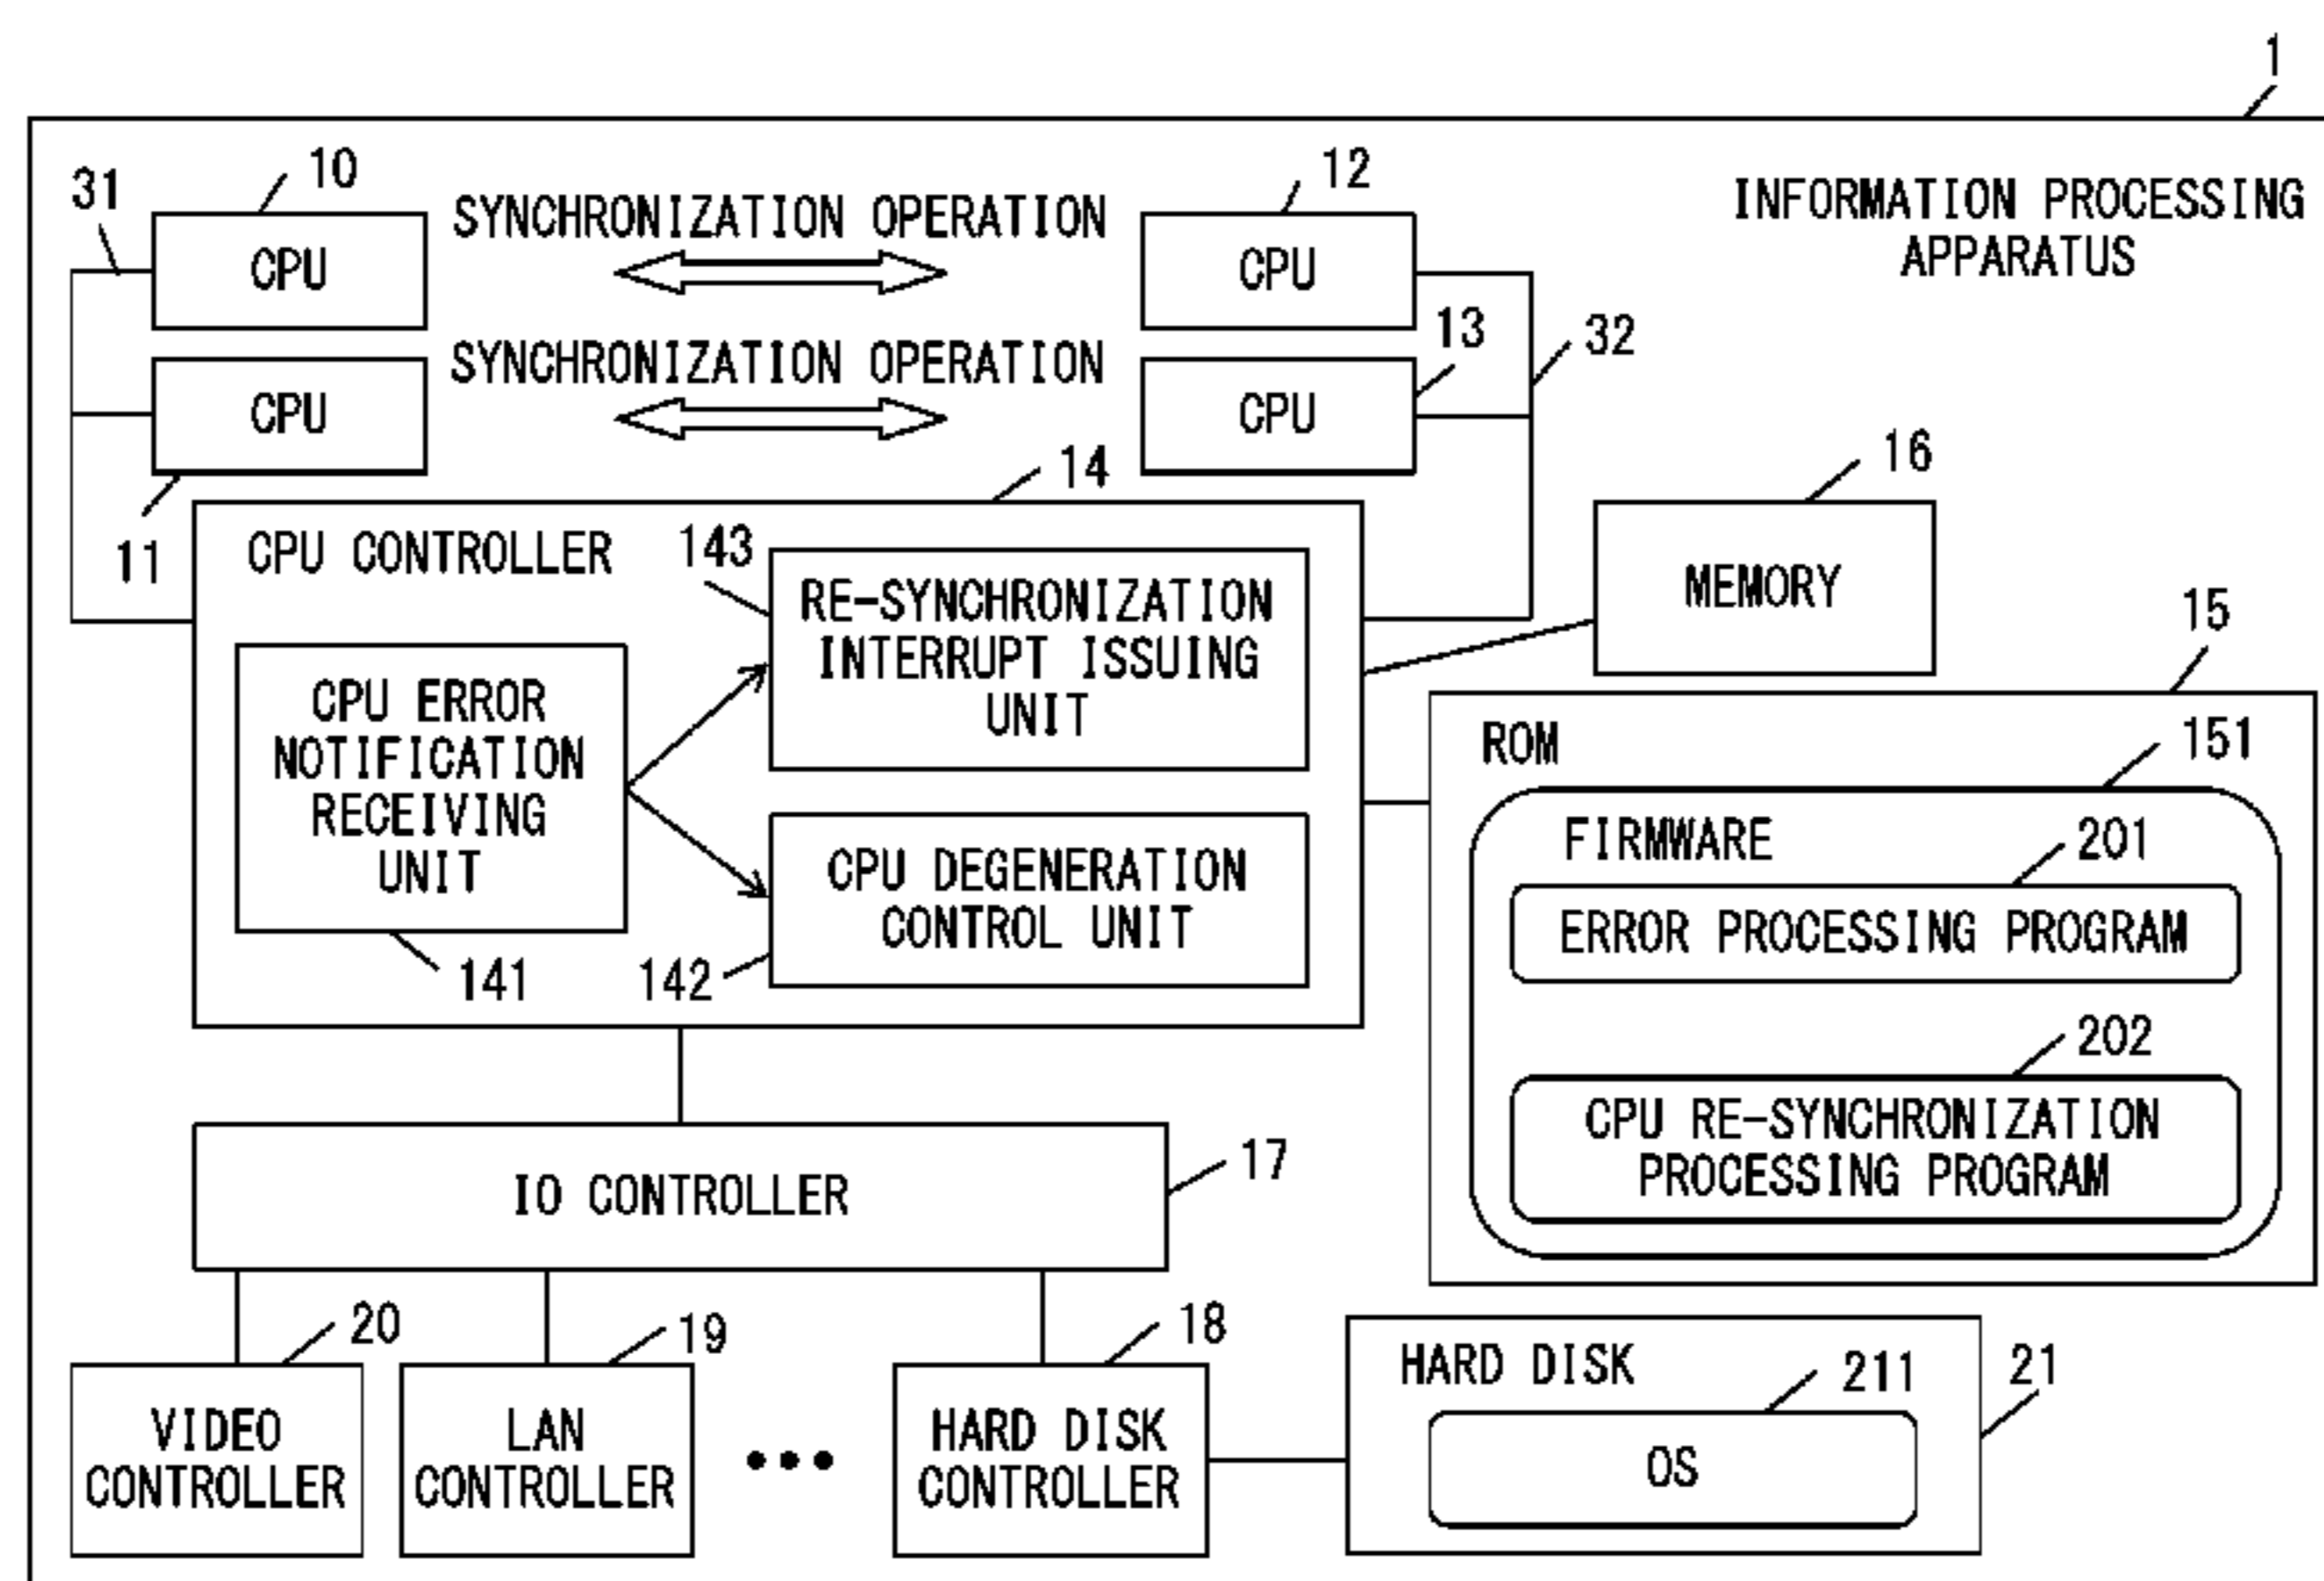 1
INFORMATION PROCESSING
APPARATUS
31
10
CPU
SYNCHRONIZATION OPERATION
12
CPU
11
CPU
SYNCHRONIZATION OPERATION
13
CPU
32
14
CPU CONTROLLER
143
RE-SYNCHRONIZATION
INTERRUPT ISSUING
UNIT
CPU ERROR
NOTIFICATION
RECEIVING
UNIT
141
142
CPU DEGENERATION
CONTROL UNIT
16
MEMORY
15
ROM
151
FIRMWARE
201
ERROR PROCESSING PROGRAM
202
CPU RE-SYNCHRONIZATION
PROCESSING PROGRAM
IO CONTROLLER
17
20
VIDEO
CONTROLLER
19
LAN
CONTROLLER
•••
18
HARD DISK
CONTROLLER
HARD DISK
21
211
OS